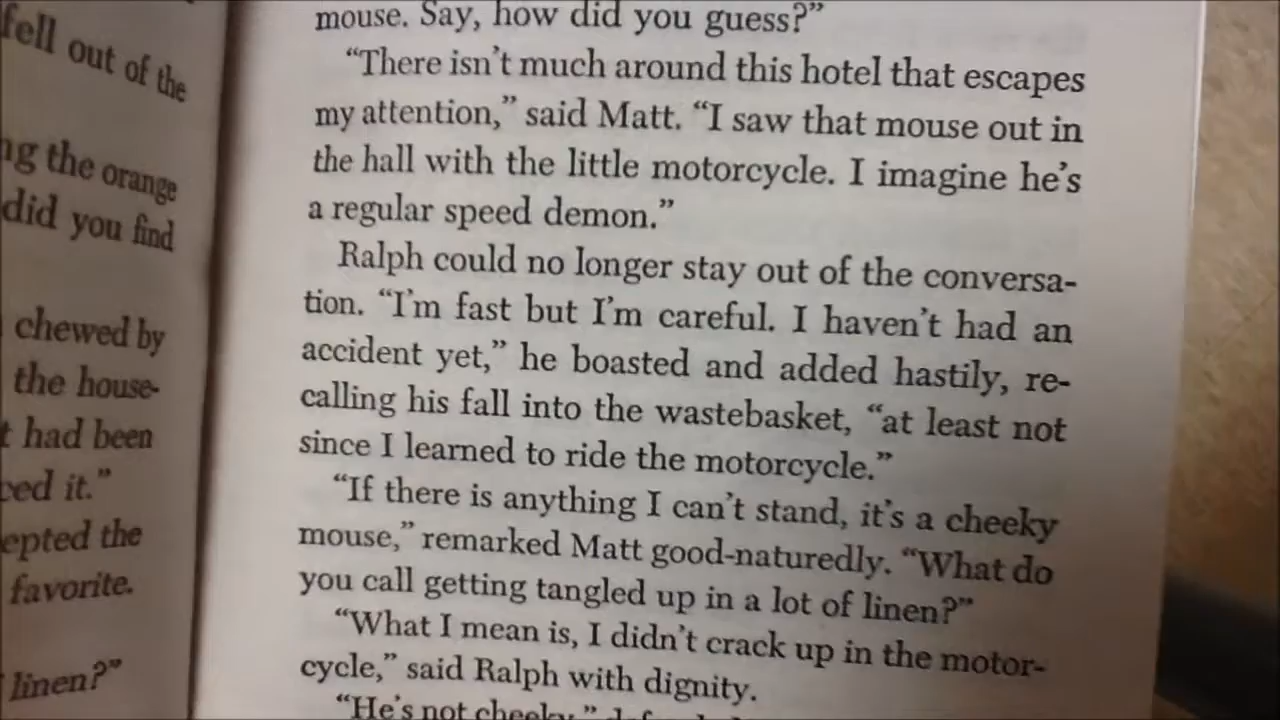 fell out of the
the orange
did you find
chewed by
the house-
had been
it."
the
favorite.
linen?"
mouse. Say, how did you guess?"
"There isn't much around this hotel that escapes
my attention," said Matt. "I saw that mouse out in
the hall with the little motorcycle. I imagine he's
a regular speed demon."
Ralph could no longer stay out of the conversa-
tion. "I'm fast but I'm careful. I haven't had an
accident yet," he boasted and added hastily, re-
calling his fall into the wastebasket, "at least not
since I learned to ride the motorcycle."
"If there is anything I can't stand, it's a cheeky
mouse," remarked Matt good-naturedly. "What do
you call getting tangled up in a lot of linen?"
"What I mean is, I didn't crack up in the motor-
cycle," said Ralph with dignity.
"He's not cheeky,"